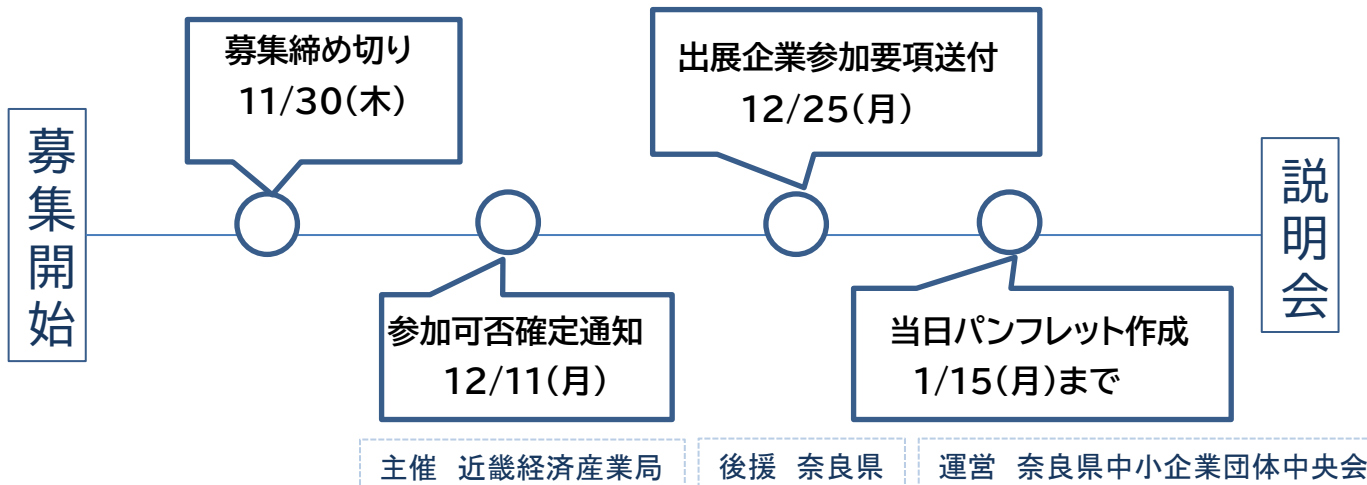 募集開始
募集締め切り
11/30(木)
参加可否確定通知
12/11(月)
出展企業参加要項送付
12/25(月)
当日パンフレット作成
1/15(月)まで
説明会
主催 近畿経済産業局
後援 奈良県
運営 奈良県中小企業団体中央会